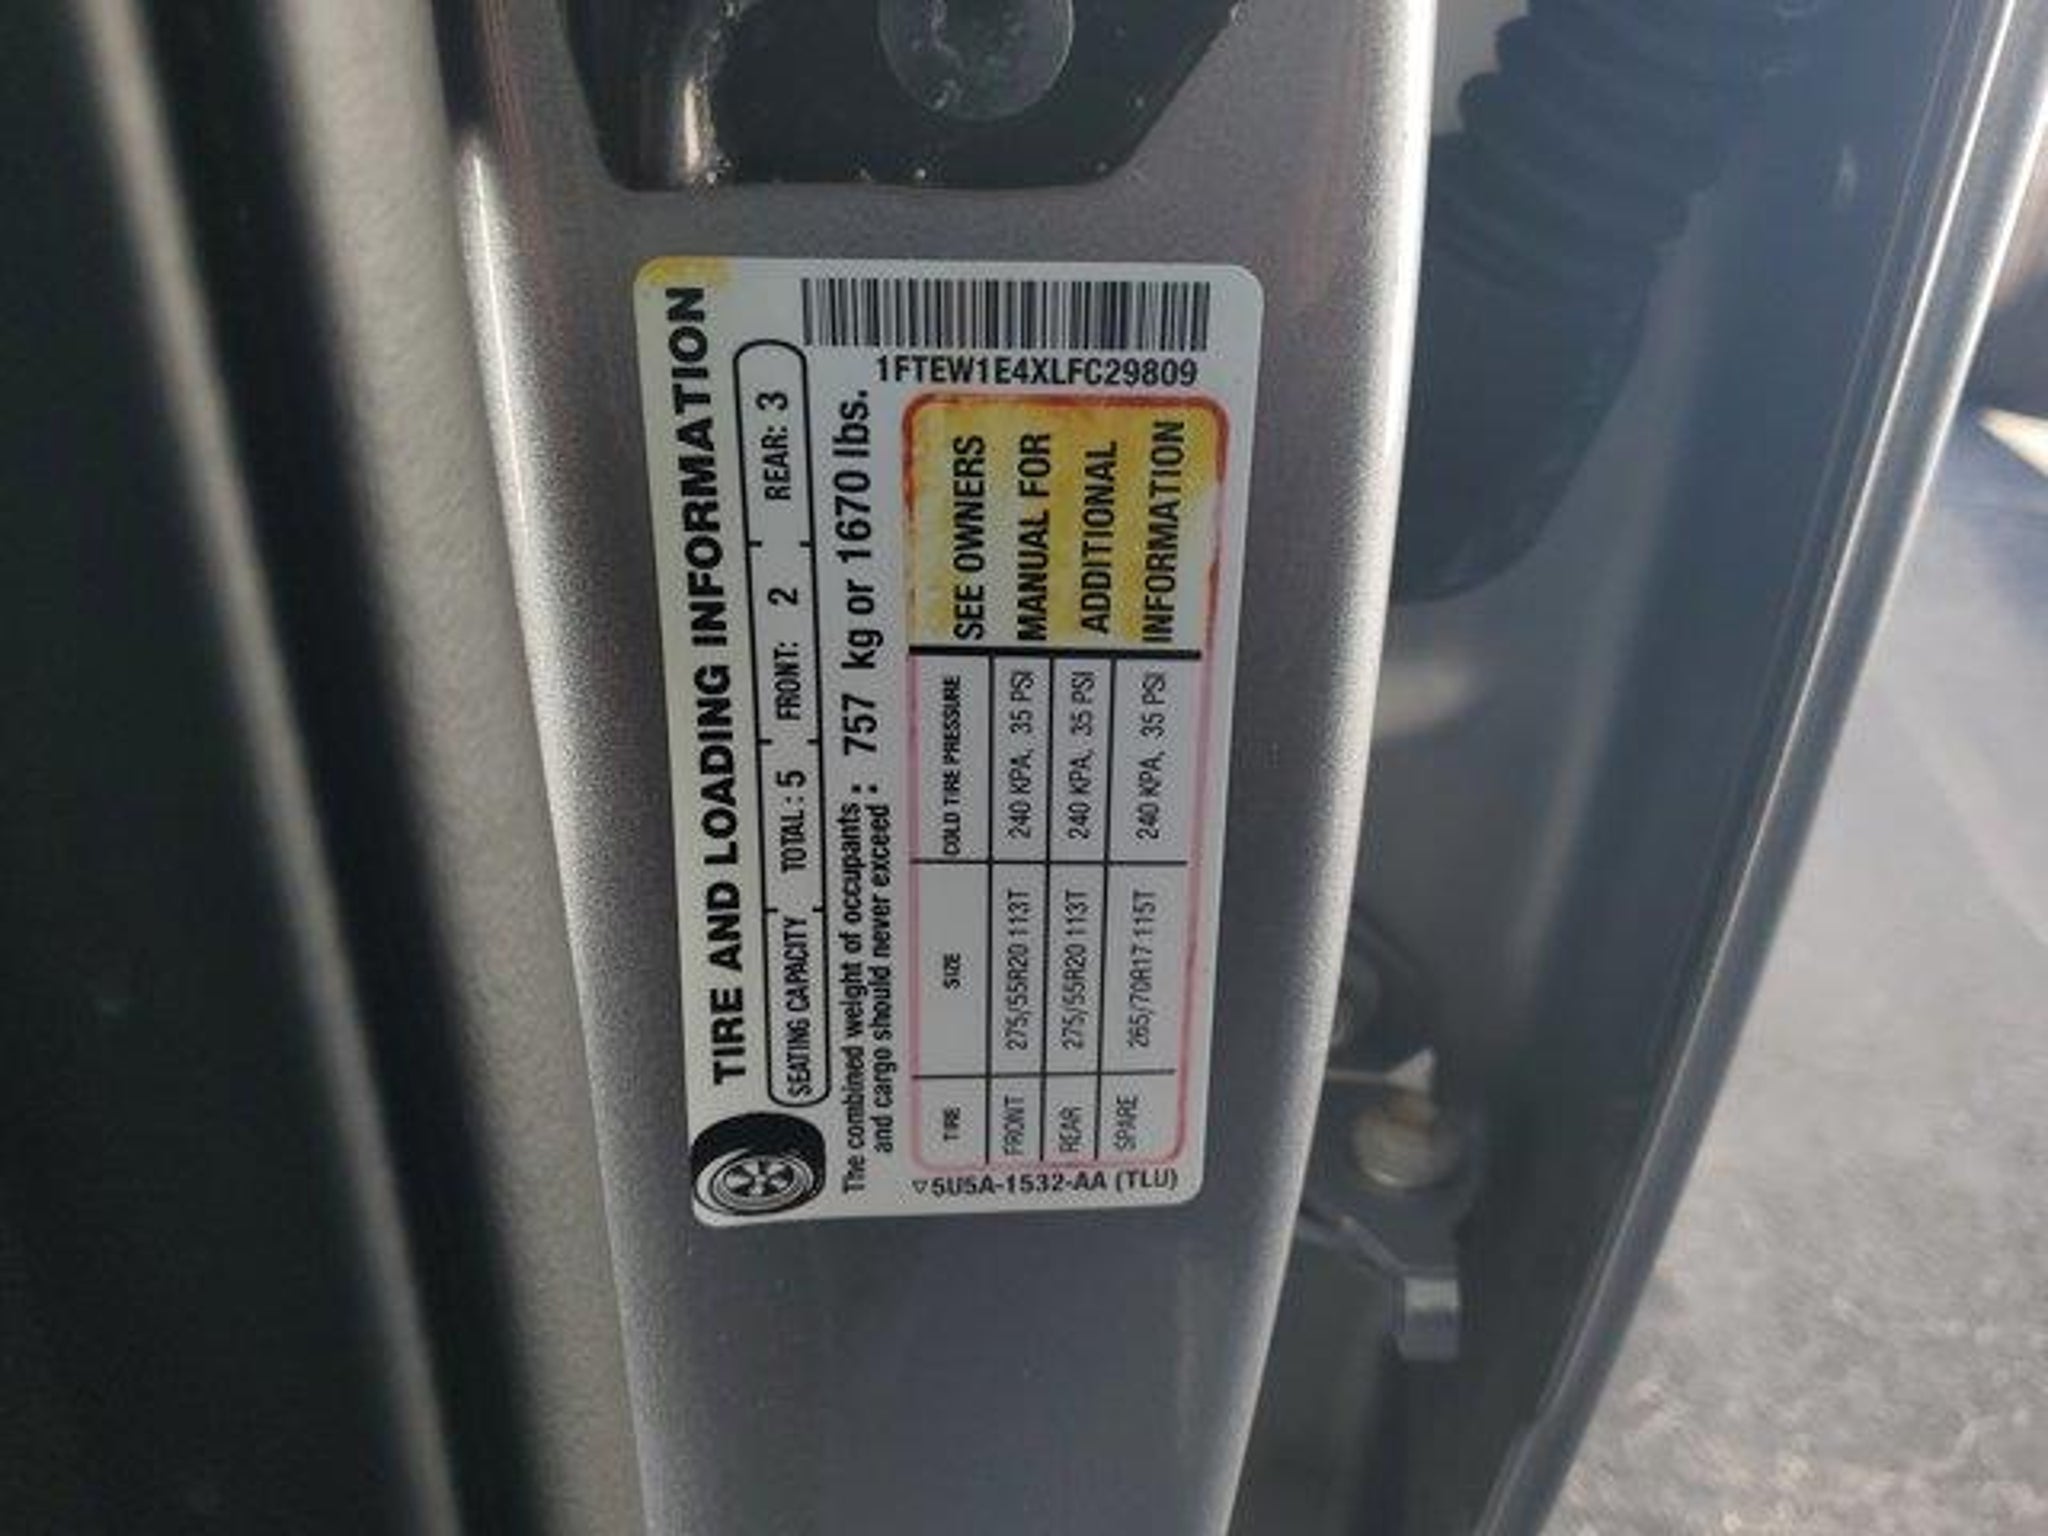 TIRE AND LOADING INFORMATION
SEATING CAPACITY TOTAL: 5 FRONT: 2 REAR: 3
The combined weight of occupants and cargo should never exceed : 757 kg or 1670 lbs.
1FTEW1E4XLFC29809
TIRE SIZE COLD TIRE PRESSURE
FRONT 275/55R20 113T 240 KPA, 35 PSI
REAR 275/55R20 113T 240 KPA, 35 PSI
SPARE 265/70R17 115T 240 KPA, 35 PSI
SEE OWNERS
MANUAL FOR
ADDITIONAL
INFORMATION
▽5U5A-1532-AA (TLU)